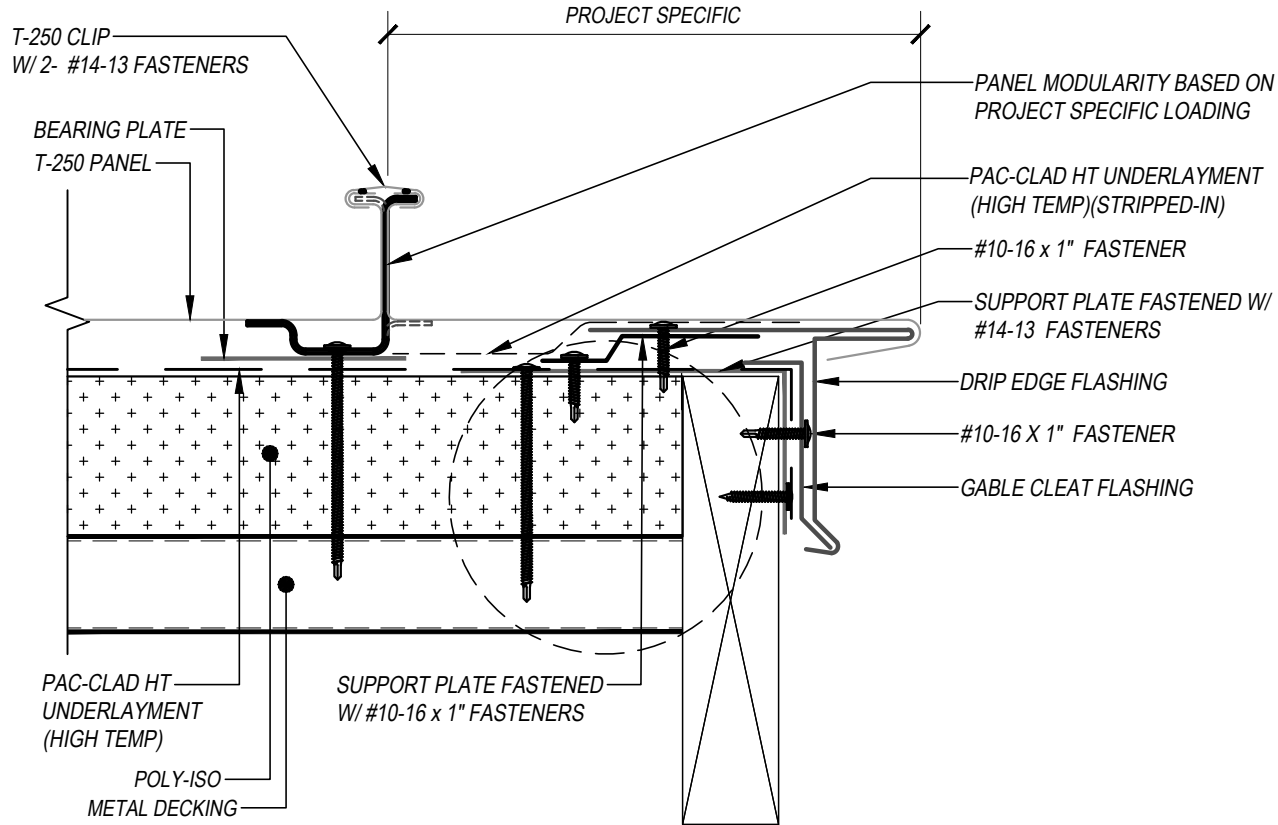 PROJECT SPECIFIC
T-250 CLIP
W/ 2- #14-13 FASTENERS
BEARING PLATE
T-250 PANEL
PANEL MODULARITY BASED ON
PROJECT SPECIFIC LOADING
PAC-CLAD HT UNDERLAYMENT
(HIGH TEMP)(STRIPPED-IN)
#10-16 x 1" FASTENER
SUPPORT PLATE FASTENED W/
#14-13 FASTENERS
DRIP EDGE FLASHING
#10-16 X 1" FASTENER
GABLE CLEAT FLASHING
PAC-CLAD HT
UNDERLAYMENT
(HIGH TEMP)
SUPPORT PLATE FASTENED
W/ #10-16 x 1" FASTENERS
POLY-ISO
METAL DECKING